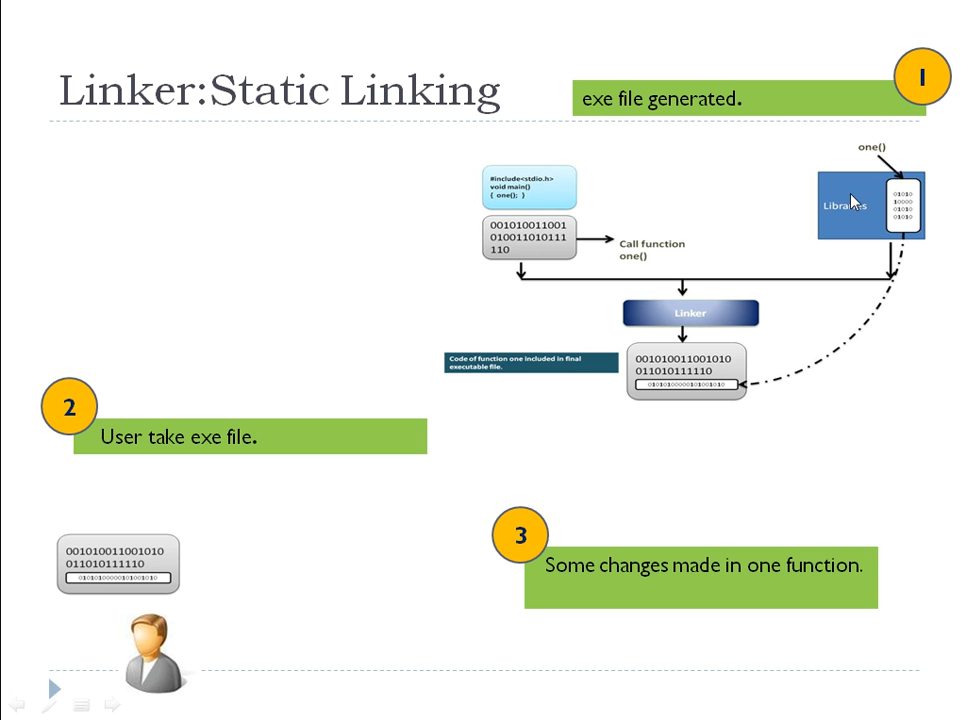 Linker:Static Linking
exe file generated.
1
one()
#include<stdio.h>
void main()
{ one(); }
01010
10000
01010
01010
001010011001
010011010111
110
Call function
one()
Linker
Code of function one included in final
executable file.
001010011001010
011010111110
01010100000101001010
2
User take exe file.
3
Some changes made in one function.
001010011001010
011010111110
01010100000101001010